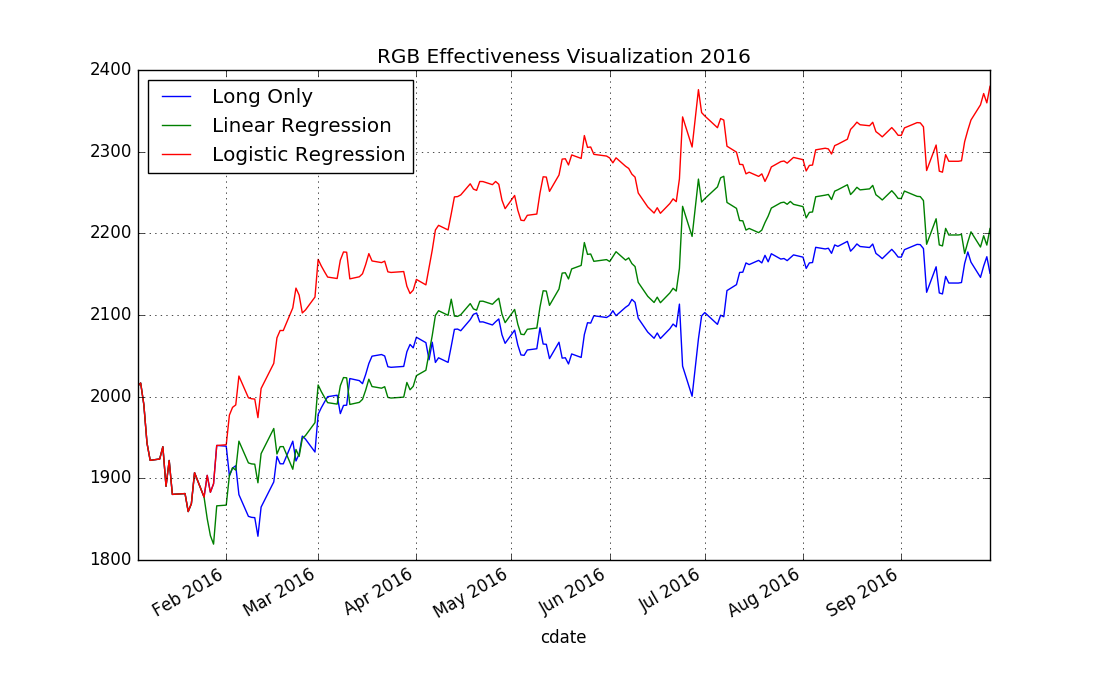 RGB Effectiveness Visualization 2016
2400
2300
2200
2100
2000
1900
1800
Long Only
Linear Regression
Logistic Regression
Feb 2016
Mar 2016
Apr 2016
May 2016
Jun 2016
Jul 2016
Aug 2016
Sep 2016
cdate